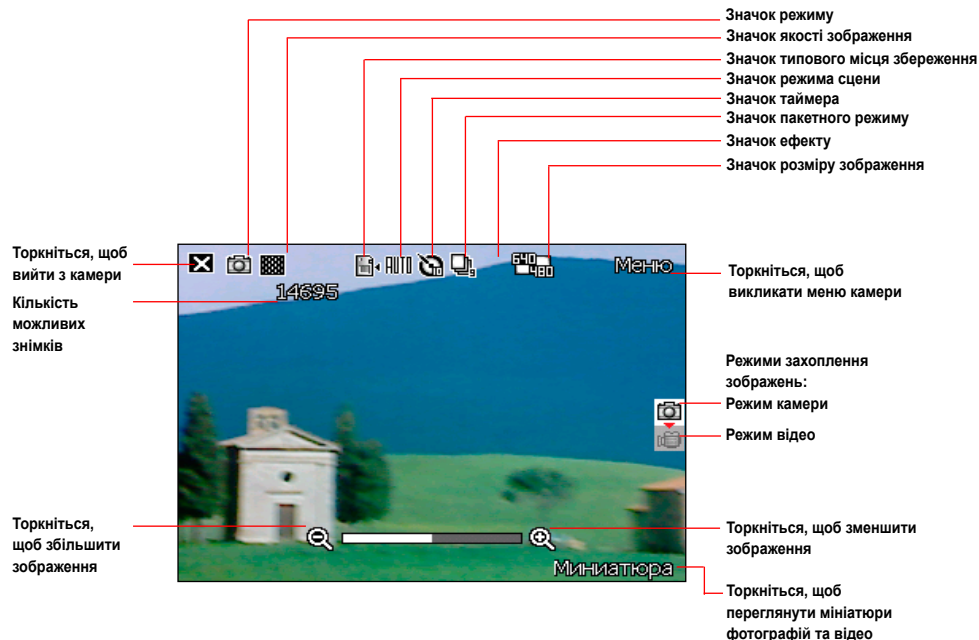 Значок режиму
Значок якості зображення
Значок типового місця збереження
Значок режима сцени
Значок таймера
Значок пакетного режиму
Значок ефекту
Значок розміру зображення
Торкніться, щоб
вийти з камери
Кількість
можливих
знімків
AUTO
10
9
640
480
Меню
14695
Торкніться, щоб
викликати меню камери
Режими захоплення
зображень:
Режим камери
Режим відео
Торкніться,
щоб збільшити
зображення
Торкніться, щоб зменшити
зображення
Миниатюра
Торкніться, щоб
переглянути мініатюри
фотографій та відео